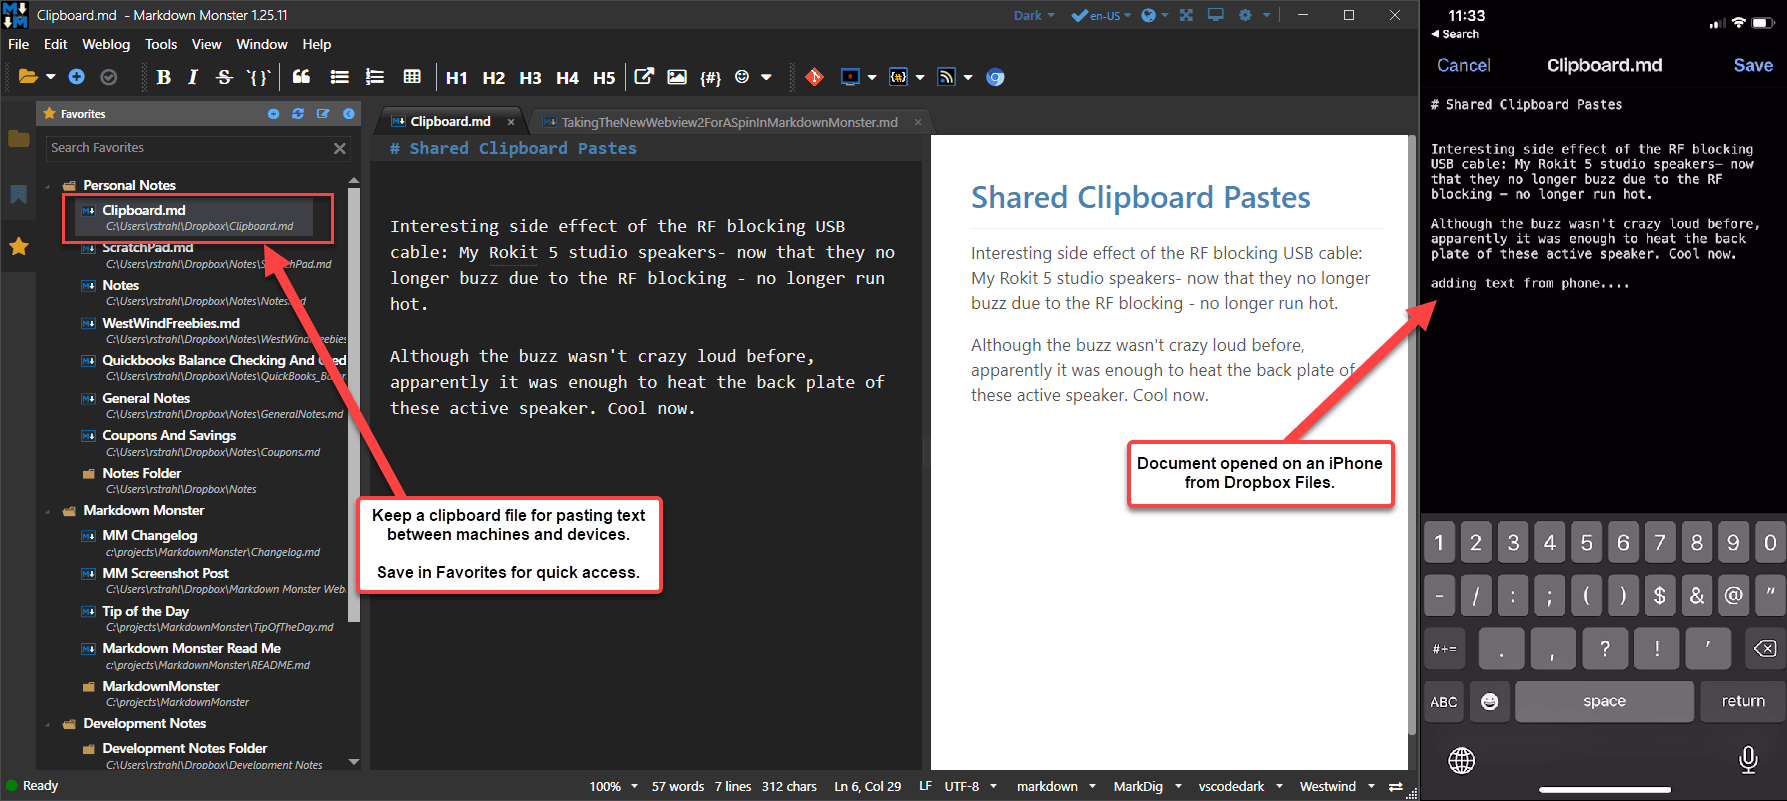 Clipboard.md - Markdown Monster 1.25.11
Dark
en-US
File Edit Weblog Tools View Window Help
B I S `{}` H1 H2 H3 H4 H5 {#}
Favorites
Search Favorites
Personal Notes
Clipboard.md
C:\Users\rstrahl\Dropbox\Clipboard.md
ScratchPad.md
C:\Users\rstrahl\Dropbox\Notes\ScratchPad.md
Notes
C:\Users\rstrahl\Dropbox\Notes\Notes.md
WestWindFreebies.md
C:\Users\rstrahl\Dropbox\Notes\WestWindFreebies
Quickbooks Balance Checking And
C:\Users\rstrahl\Dropbox\Notes\QuickBooks_
General Notes
C:\Users\rstrahl\Dropbox\Notes\GeneralNotes.md
Coupons And Savings
C:\Users\rstrahl\Dropbox\Notes\Coupons.md
Notes Folder
C:\Users\rstrahl\Dropbox\Notes
Markdown Monster
MM Changelog
c:\projects\MarkdownMonster\Changelog.md
MM Screenshot Post
C:\Users\rstrahl\Dropbox\Markdown Monster Web
Tip of the Day
C:\projects\MarkdownMonster\TipOfTheDay.md
Markdown Monster Read Me
c:\projects\MarkdownMonster\README.md
MarkdownMonster
C:\projects\MarkdownMonster
Development Notes
Development Notes Folder
C:\Users\rstrahl\Dropbox\Development Notes
Clipboard.md
TakingTheNewWebview2ForASpinInMarkdownMonster.md
# Shared Clipboard Pastes
Interesting side effect of the RF blocking USB
cable: My Rokit 5 studio speakers- now that they no
longer buzz due to the RF blocking - no longer run
hot.
Although the buzz wasn't crazy loud before,
apparently it was enough to heat the back plate of
these active speaker. Cool now.
Keep a clipboard file for pasting text
between machines and devices.
Save in Favorites for quick access.
Shared Clipboard Pastes
Interesting side effect of the RF blocking USB cable:
My Rokit 5 studio speakers- now that they no longer
buzz due to the RF blocking - no longer run hot.
Although the buzz wasn't crazy loud before,
apparently it was enough to heat the back plate of
these active speaker. Cool now.
Document opened on an iPhone
from Dropbox Files.
Ready
100% 57 words 7 lines 312 chars Ln 6, Col 29 LF UTF-8 markdown MarkDig vscodedark Westwind
11:33
Search
Cancel Clipboard.md Save
# Shared Clipboard Pastes
Interesting side effect of the RF blocking
USB cable: My Rokit 5 studio speakers— now
that they no longer buzz due to the RF
blocking — no longer run hot.
Although the buzz wasn't crazy loud before,
apparently it was enough to heat the back
plate of these active speaker. Cool now.
adding text from phone....
1 2 3 4 5 6 7 8 9 0
- / : ; ( ) $ & @ "
#+= . , ? ! '
ABC space return